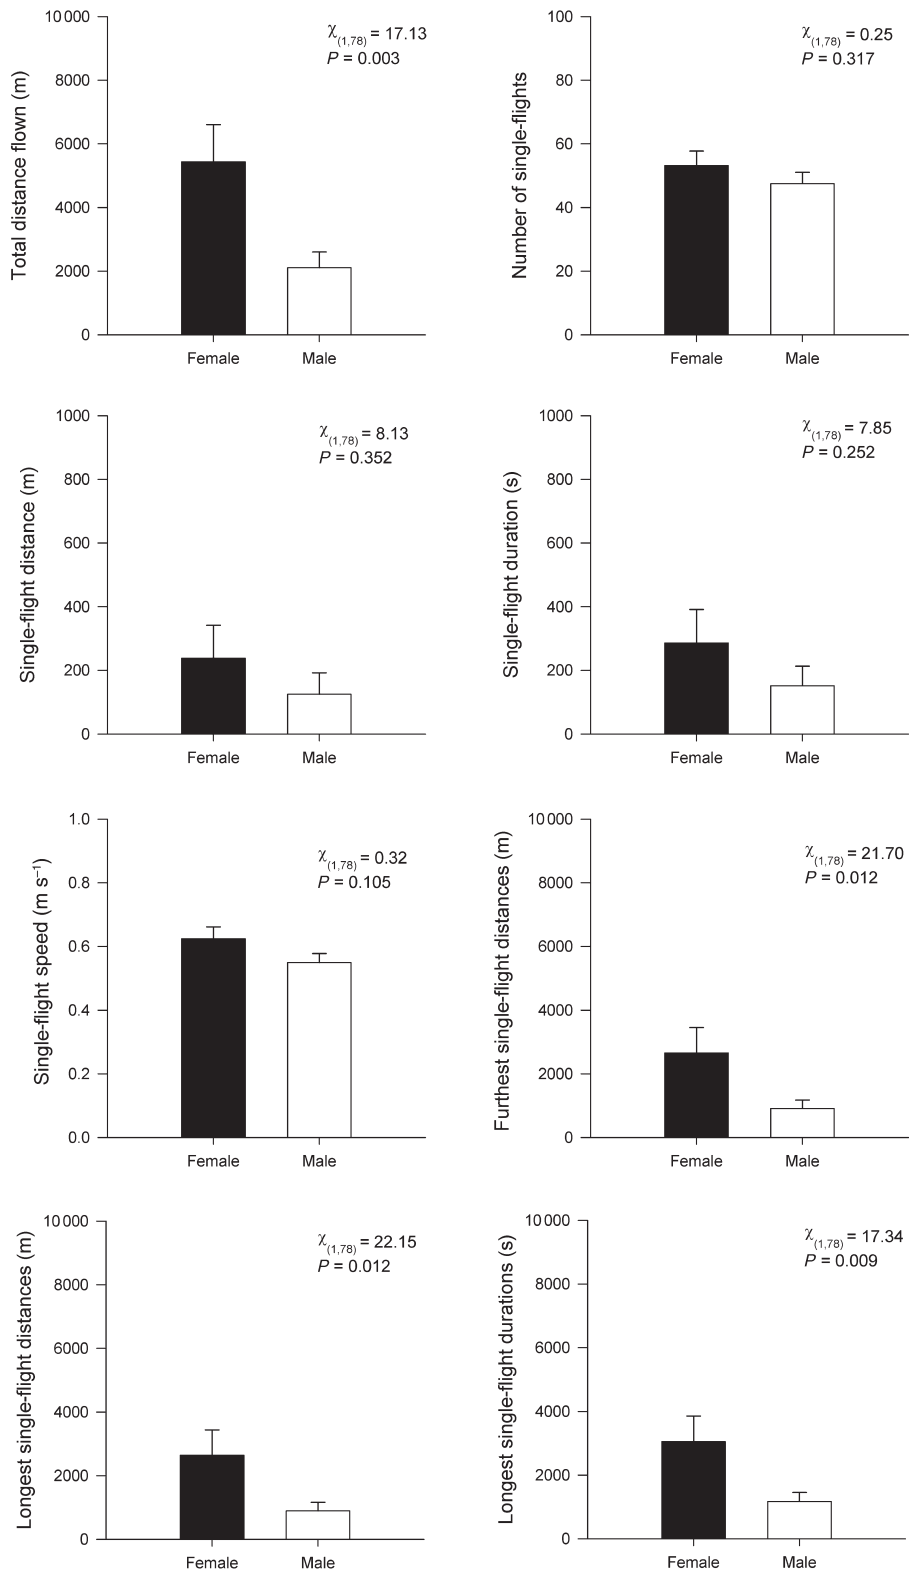 Total distance flown (m)
10 000
8000
6000
4000
2000
0
χ(1,78) = 17.13
P = 0.003
Female
Male
Number of single-flights
100
80
60
40
20
0
χ(1,78) = 0.25
P = 0.317
Female
Male
Single-flight distance (m)
1000
800
600
400
200
0
χ(1,78) = 8.13
P = 0.352
Female
Male
Single-flight duration (s)
1000
800
600
400
200
0
χ(1,78) = 7.85
P = 0.252
Female
Male
Single-flight speed (m s⁻¹)
1.0
0.8
0.6
0.4
0.2
0.0
χ(1,78) = 0.32
P = 0.105
Female
Male
Furthest single-flight distances (m)
10 000
8000
6000
4000
2000
0
χ(1,78) = 21.70
P = 0.012
Female
Male
Longest single-flight distances (m)
10 000
8000
6000
4000
2000
0
χ(1,78) = 22.15
P = 0.012
Female
Male
Longest single-flight durations (s)
10 000
8000
6000
4000
2000
0
χ(1,78) = 17.34
P = 0.009
Female
Male